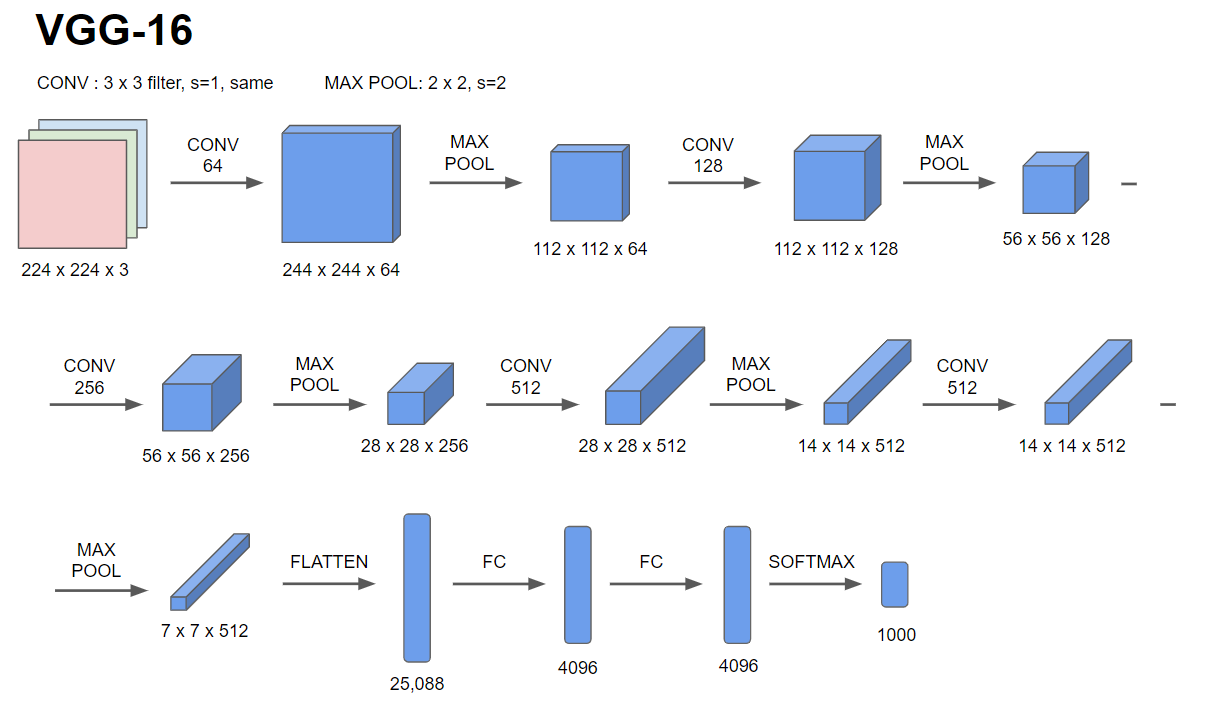 VGG-16
CONV : 3 x 3 filter, s=1, same
MAX POOL: 2 x 2, s=2
CONV
64
MAX
POOL
CONV
128
MAX
POOL
224 x 224 x 3
244 x 244 x 64
112 x 112 x 64
112 x 112 x 128
56 x 56 x 128
CONV
256
MAX
POOL
CONV
512
MAX
POOL
CONV
512
56 x 56 x 256
28 x 28 x 256
28 x 28 x 512
14 x 14 x 512
14 x 14 x 512
MAX
POOL
FLATTEN
FC
FC
SOFTMAX
7 x 7 x 512
25,088
4096
4096
1000